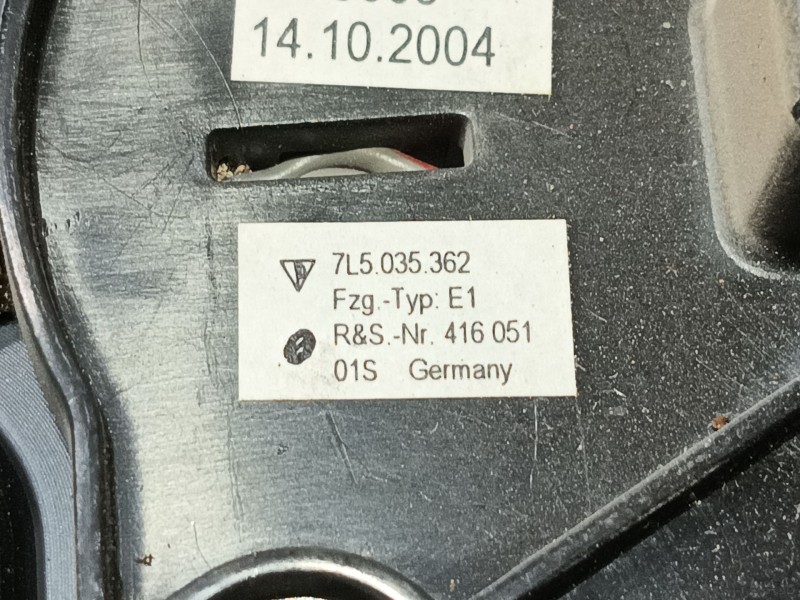 14.10.2004
7L5.035.362
Fzg.-Typ: E1
R&S.-Nr. 416 051
01S Germany